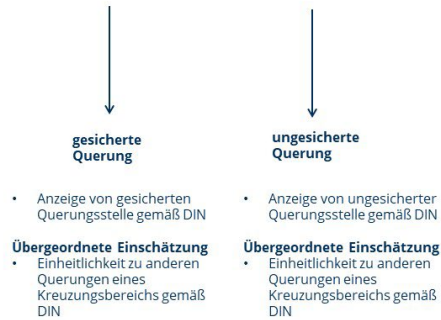 gesicherte
Querung
• Anzeige von gesicherten
Querungsstelle gemäß DIN
Übergeordnete Einschätzung
• Einheitlichkeit zu anderen
Querungen eines
Kreuzungsbereichs gemäß
DIN
ungesicherte
Querung
• Anzeige von ungesicherter
Querungsstelle gemäß DIN
Übergeordnete Einschätzung
• Einheitlichkeit zu anderen
Querungen eines
Kreuzungsbereichs gemäß
DIN